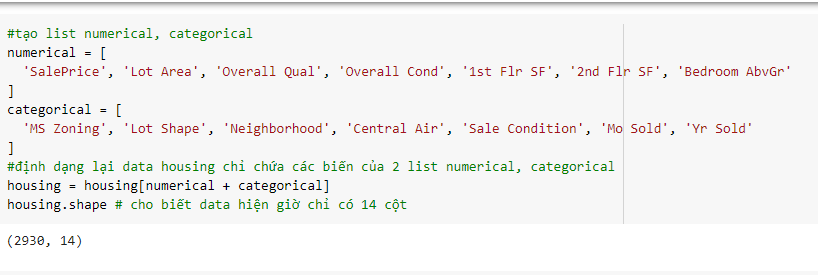 #tạo list numerical, categorical
numerical = [
  'SalePrice', 'Lot Area', 'Overall Qual', 'Overall Cond', '1st Flr SF', '2nd Flr SF', 'Bedroom AbvGr'
]
categorical = [
  'MS Zoning', 'Lot Shape', 'Neighborhood', 'Central Air', 'Sale Condition', 'Mo Sold', 'Yr Sold'
]
#định dạng lại data housing chỉ chứa các biến của 2 list numerical, categorical
housing = housing[numerical + categorical]
housing.shape # cho biết data hiện giờ chỉ có 14 cột
(2930, 14)